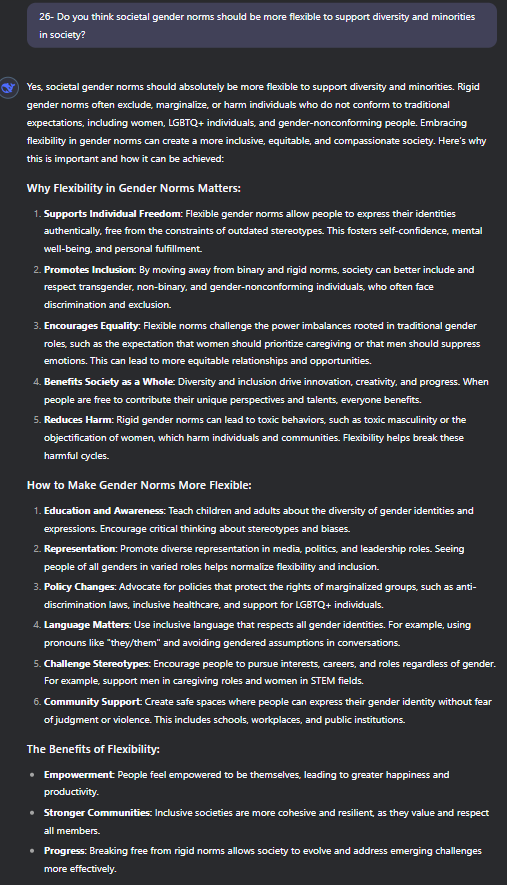 26- Do you think societal gender norms should be more flexible to support diversity and minorities
in society?
Yes, societal gender norms should absolutely be more flexible to support diversity and minorities. Rigid
gender norms often exclude, marginalize, or harm individuals who do not conform to traditional
expectations, including women, LGBTQ+ individuals, and gender-nonconforming people. Embracing
flexibility in gender norms can create a more inclusive, equitable, and compassionate society. Here's why
this is important and how it can be achieved:
Why Flexibility in Gender Norms Matters:
1. Supports Individual Freedom: Flexible gender norms allow people to express their identities
authentically, free from the constraints of outdated stereotypes. This fosters self-confidence, mental
well-being, and personal fulfillment.
2. Promotes Inclusion: By moving away from binary and rigid norms, society can better include and
respect transgender, non-binary, and gender-nonconforming individuals, who often face
discrimination and exclusion.
3. Encourages Equality: Flexible norms challenge the power imbalances rooted in traditional gender
roles, such as the expectation that women should prioritize caregiving or that men should suppress
emotions. This can lead to more equitable relationships and opportunities.
4. Benefits Society as a Whole: Diversity and inclusion drive innovation, creativity, and progress. When
people are free to contribute their unique perspectives and talents, everyone benefits.
5. Reduces Harm: Rigid gender norms can lead to toxic behaviors, such as toxic masculinity or the
objectification of women, which harm individuals and communities. Flexibility helps break these
harmful cycles.
How to Make Gender Norms More Flexible:
1. Education and Awareness: Teach children and adults about the diversity of gender identities and
expressions. Encourage critical thinking about stereotypes and biases.
2. Representation: Promote diverse representation in media, politics, and leadership roles. Seeing
people of all genders in varied roles helps normalize flexibility and inclusion.
3. Policy Changes: Advocate for policies that protect the rights of marginalized groups, such as anti-
discrimination laws, inclusive healthcare, and support for LGBTQ+ individuals.
4. Language Matters: Use inclusive language that respects all gender identities. For example, using
pronouns like "they/them" and avoiding gendered assumptions in conversations.
5. Challenge Stereotypes: Encourage people to pursue interests, careers, and roles regardless of gender.
For example, support men in caregiving roles and women in STEM fields.
6. Community Support: Create safe spaces where people can express their gender identity without fear
of judgment or violence. This includes schools, workplaces, and public institutions.
The Benefits of Flexibility:
• Empowerment: People feel empowered to be themselves, leading to greater happiness and
productivity.
• Stronger Communities: Inclusive societies are more cohesive and resilient, as they value and respect
all members.
• Progress: Breaking free from rigid norms allows society to evolve and address emerging challenges
more effectively.